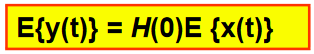 E{y(t)} = H(0)E {x(t)}